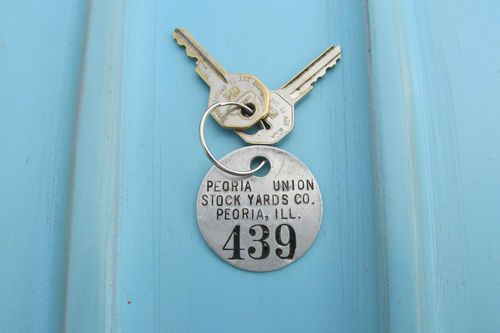 PEORIA UNION
STOCK YARDS CO.
PEORIA, ILL.
439